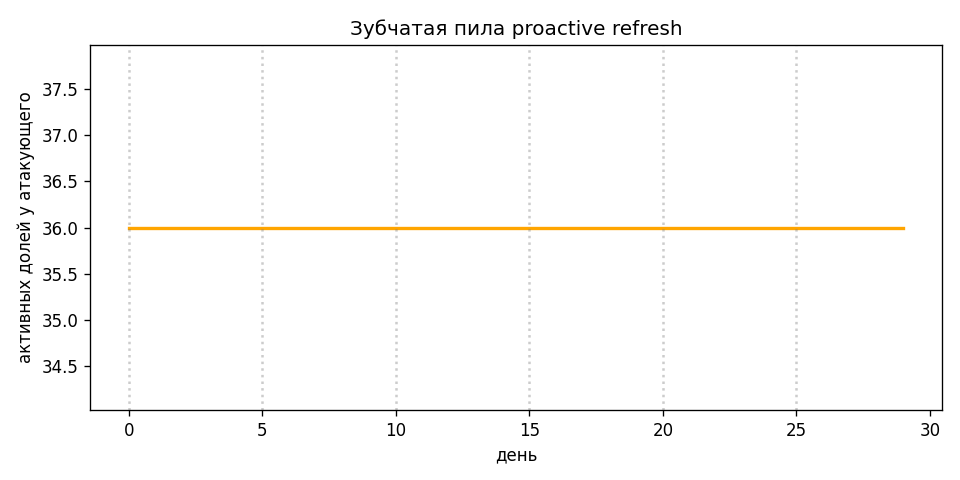 Зубчатая пила proactive refresh
активных долей у атакующего
37.5
37.0
36.5
36.0
35.5
35.0
34.5
0 5 10 15 20 25 30
день